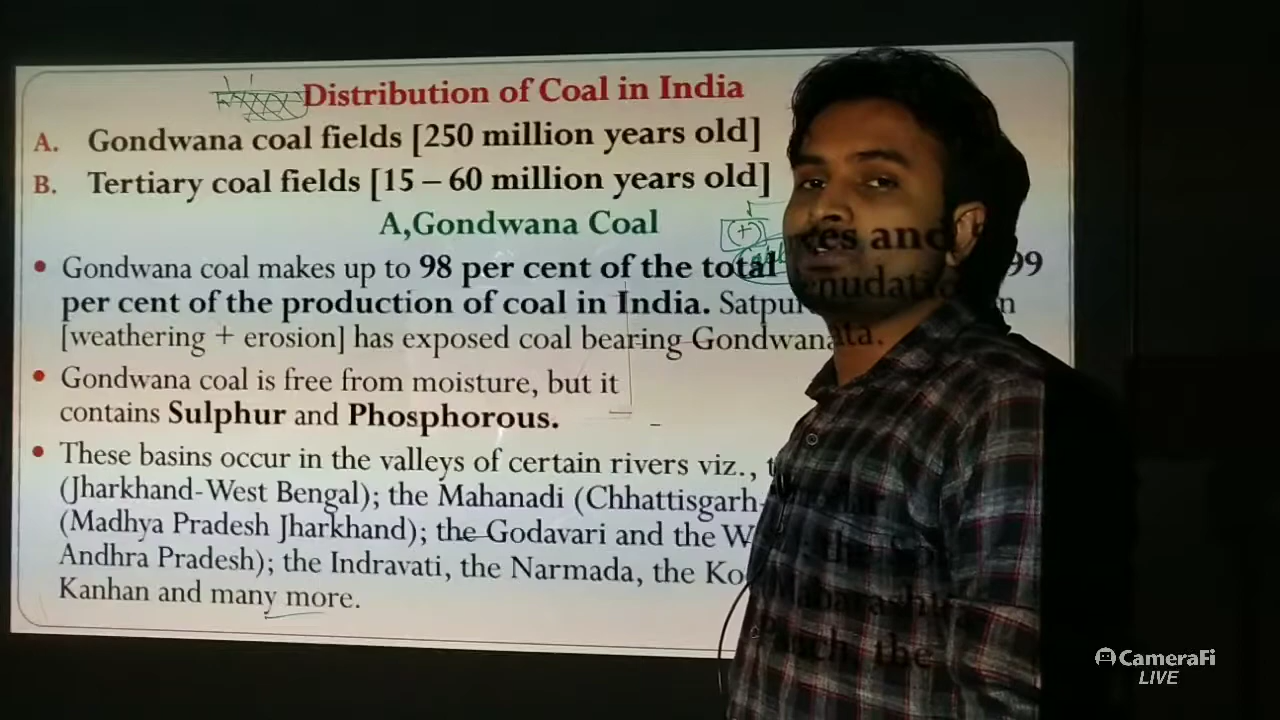 Distribution of Coal in India
A. Gondwana coal fields [250 million years old]
B. Tertiary coal fields [15 – 60 million years old]
A,Gondwana Coal
• Gondwana coal makes up to 98 per cent of the total and 99
per cent of the production of coal in India.
[weathering + erosion] has exposed coal bearing
• Gondwana coal is free from moisture, but it
contains Sulphur and Phosphorous.
• These basins occur in the valleys of certain rivers viz.,
(Jharkhand-West Bengal); the Mahanadi
(Madhya Pradesh Jharkhand); the Godavari and the
Andhra Pradesh); the Indravati, the Narmada, the the
Kanhan and many more.
CameraFi
LIVE